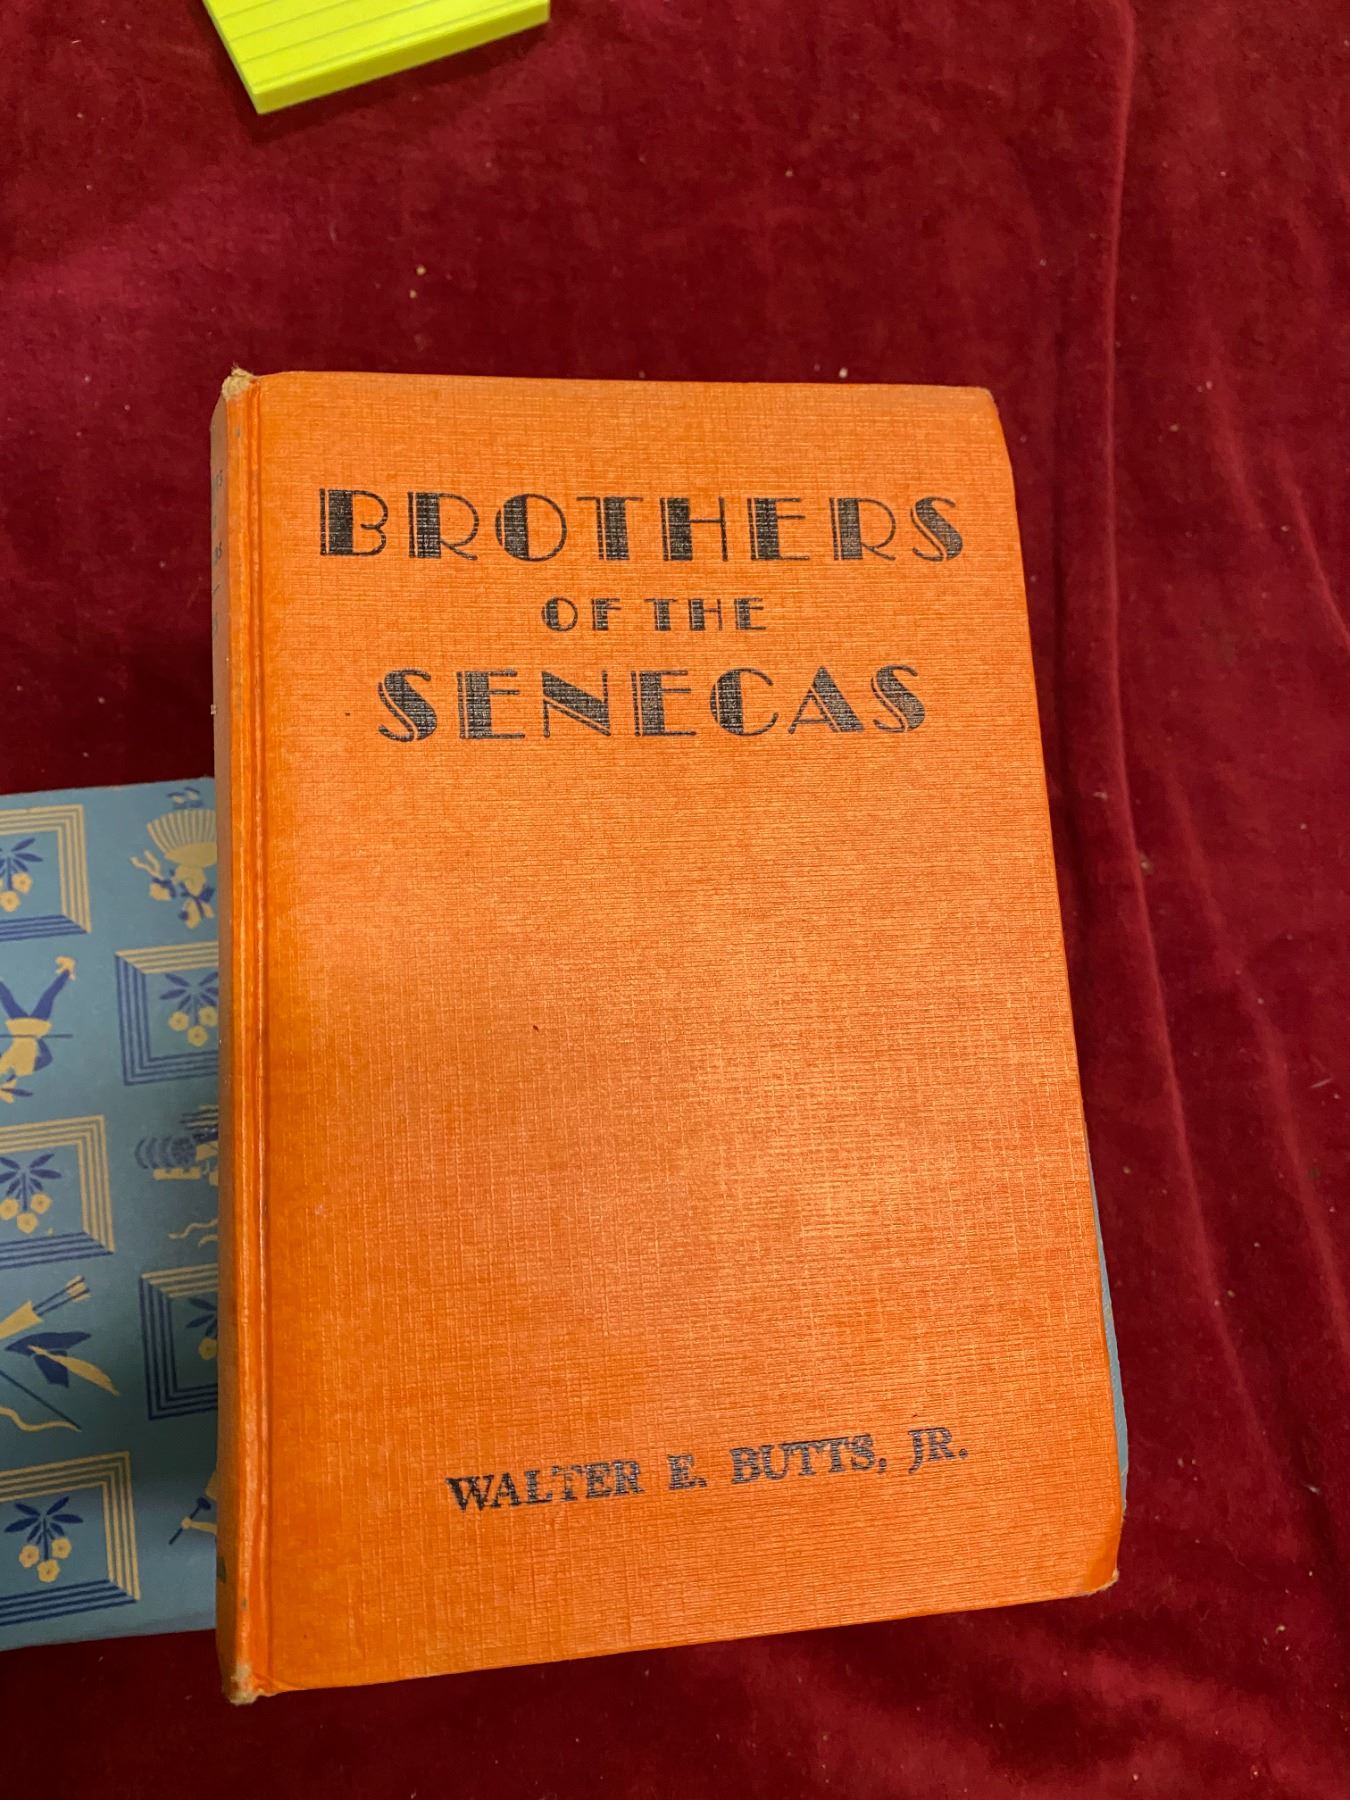 BROTHERS
OF THE
SENECAS
WALTER E. BUTTS, JR.